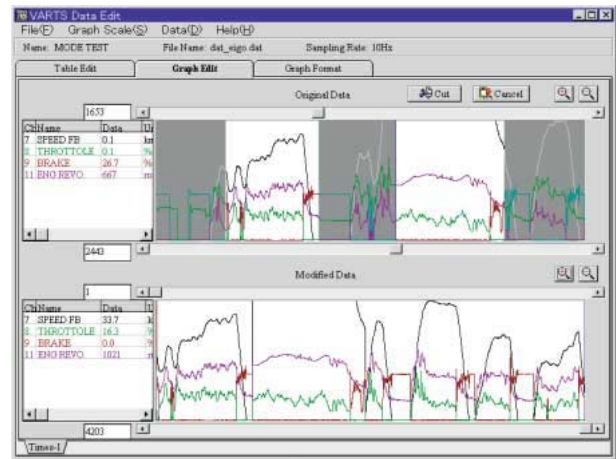 VARTS Data Edit
File(F) Graph Scale(S) Data(D) Help(H)
Name: MODE TEST File Name: dat_eigo.dat Sampling Rate: 10Hz
Table Edit Graph Edit Graph Format
Original Data Cut Cancel
1653
Ch Name Data
7 SPEED FB 0.1
8 THROTTOLE 0.1 %
9 BRAKE 26.7 %
11 ENG REVO. 667
2443
Modified Data
1
Ch Name Data
7 SPEED FB 33.7
8 THROTTOLE 16.3 %
9 BRAKE 0.0 %
11 ENG REVO. 1021
4203
Timer-1